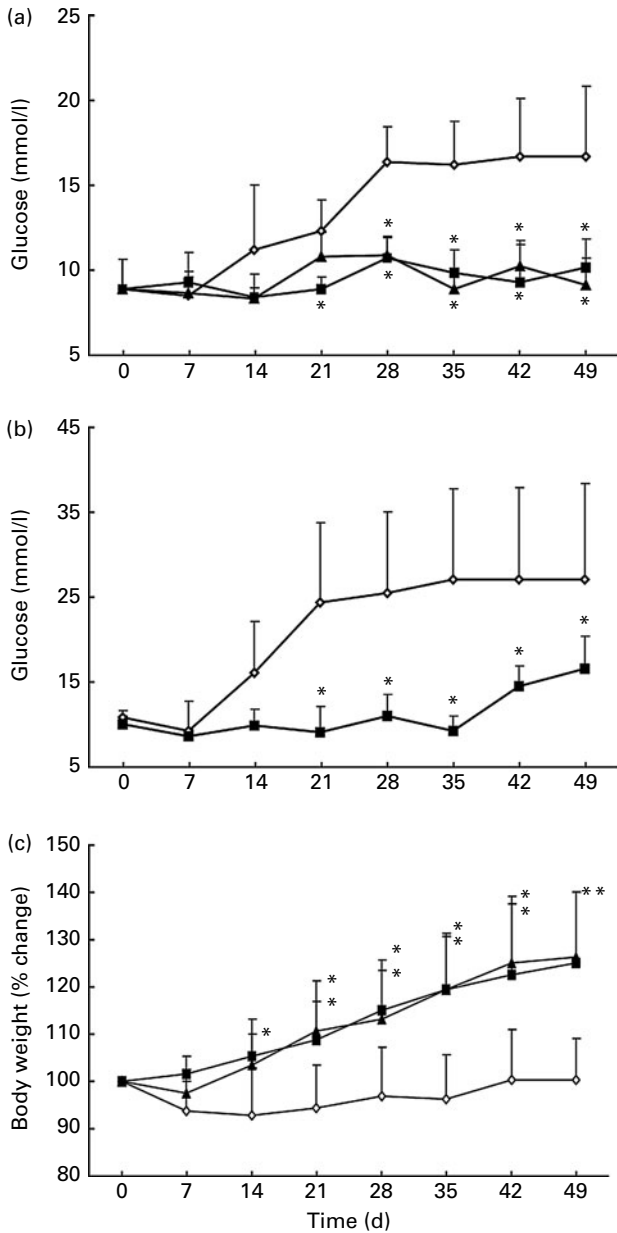 (a)
25
20
15
10
5
Glucose (mmol/l)
* * * *
* * * * *
0 7 14 21 28 35 42 49
(b)
45
35
25
15
5
Glucose (mmol/l)
* * * * *
0 7 14 21 28 35 42 49
(c)
150
140
130
120
110
100
90
80
Body weight (% change)
* * * * * *
* * * *
0 7 14 21 28 35 42 49
Time (d)